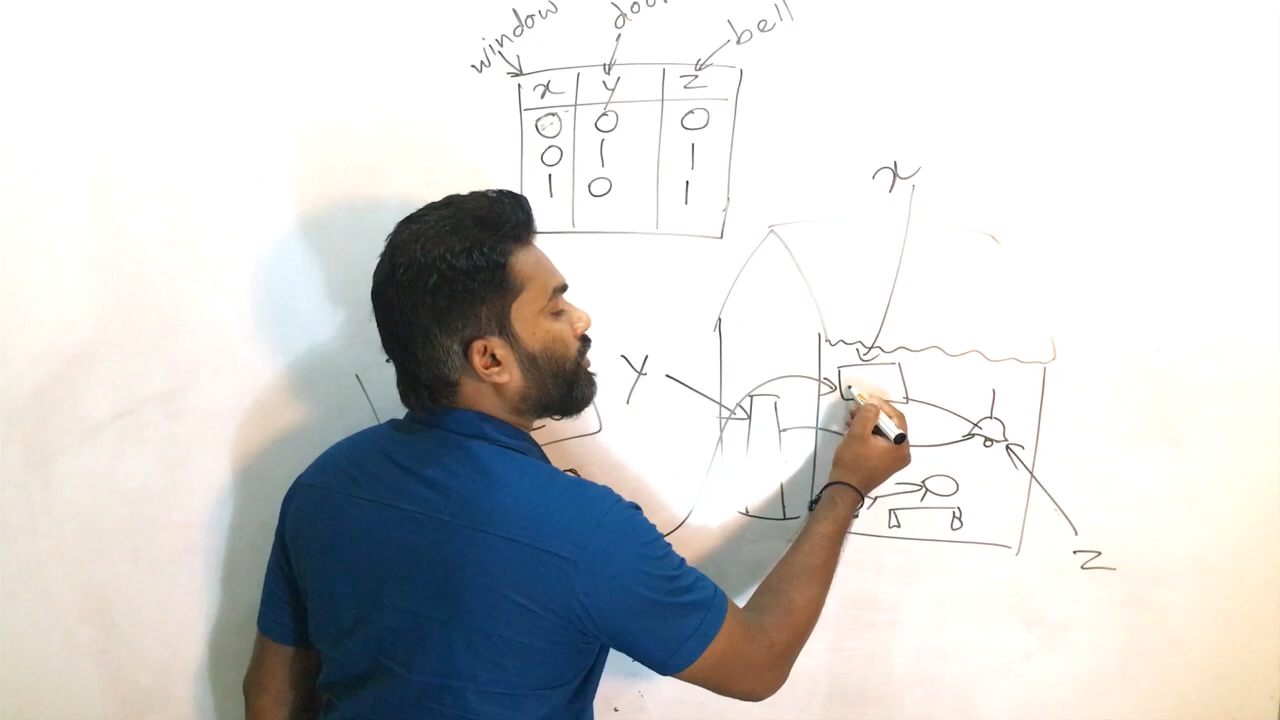 window door bell
x y z
0 0 0
0 1 1
1 0 1
x
y
z